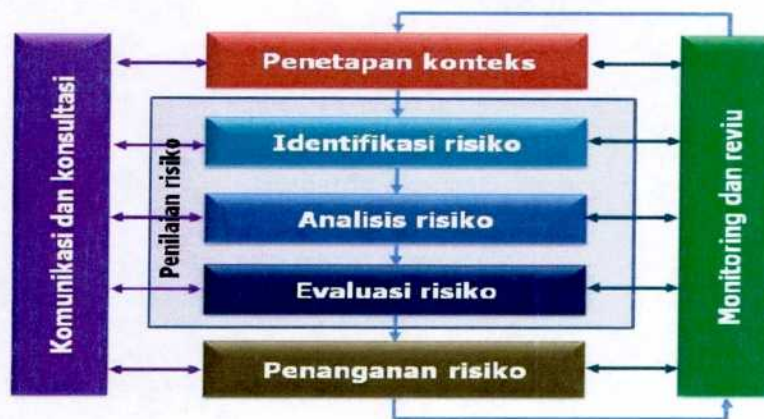 Komunikasi dan konsultasi
Penetapan konteks
Penilaian risiko
Identifikasi risiko
Analisis risiko
Evaluasi risiko
Penanganan risiko
Monitoring dan reviu